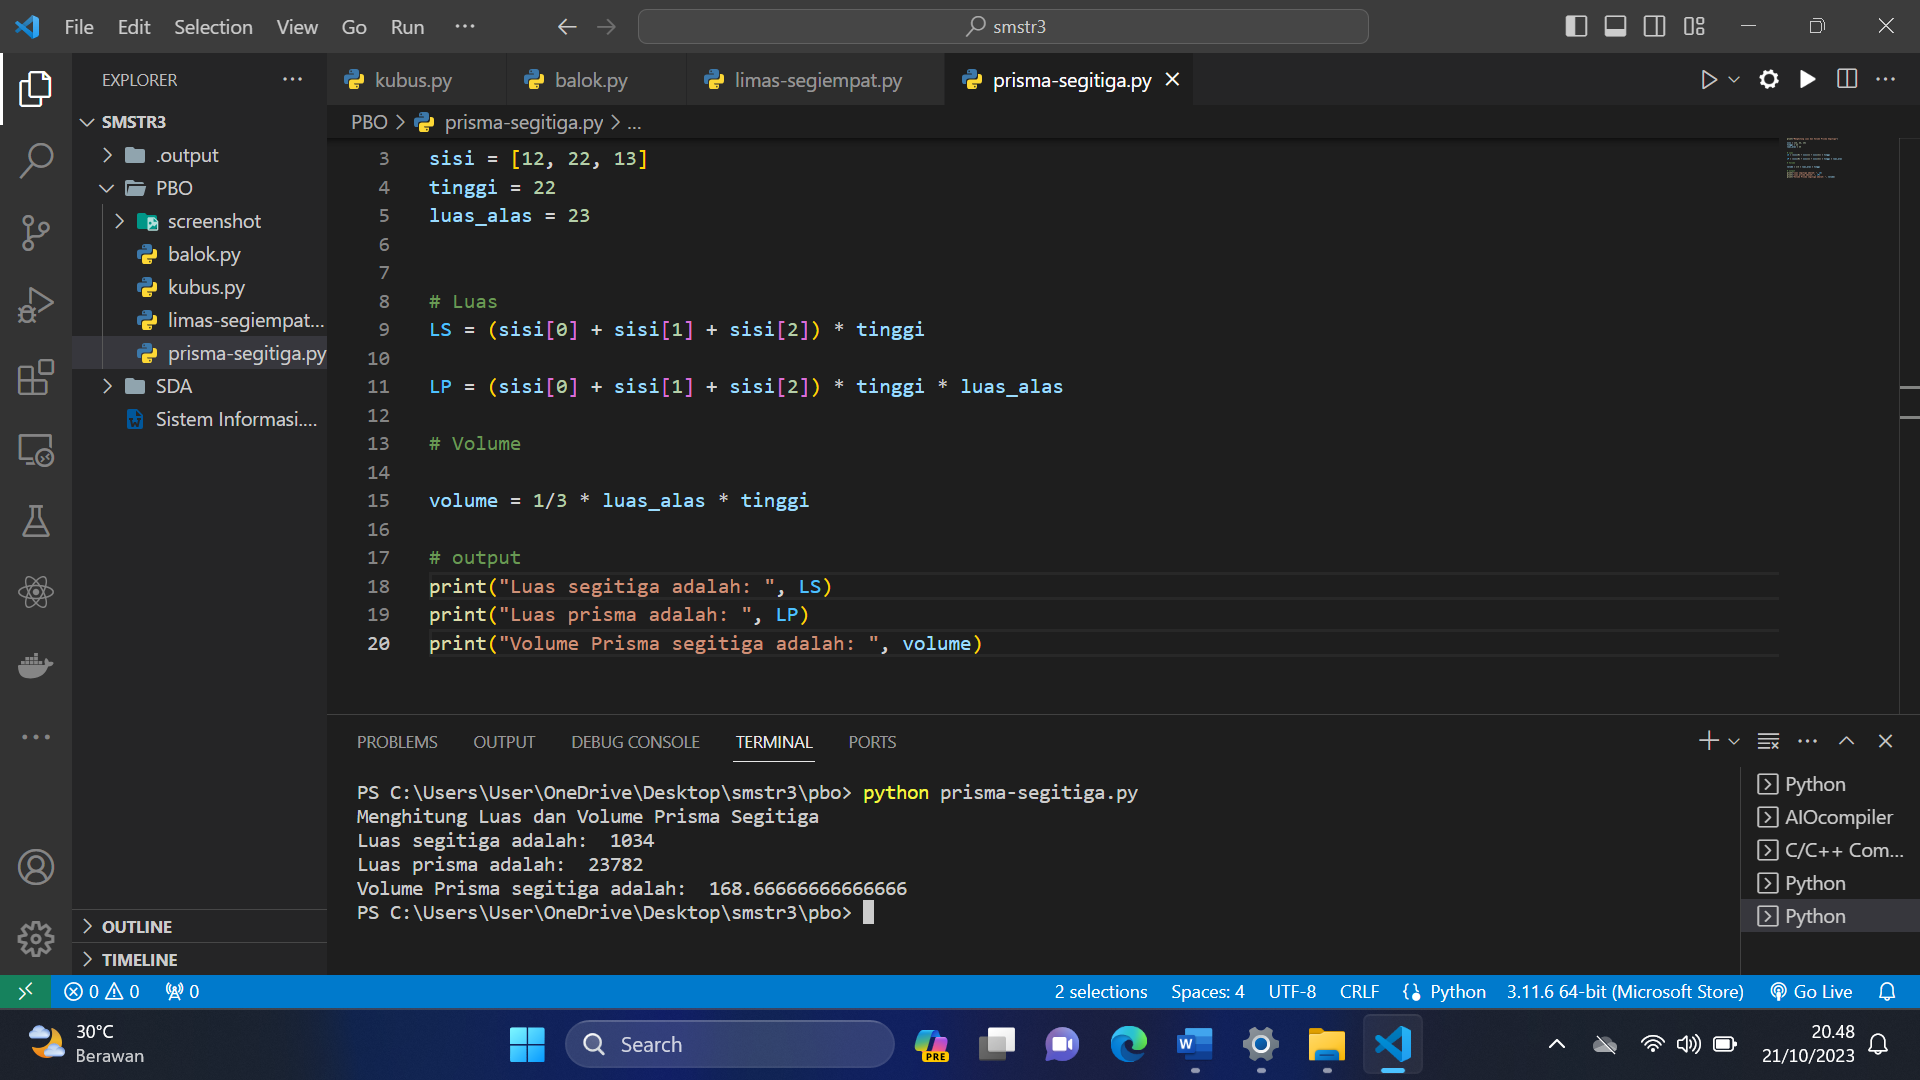 File Edit Selection View Go Run ...
smstr3
EXPLORER
SMSTR3
.output
PBO
screenshot
balok.py
kubus.py
limas-segiempat...
prisma-segitiga.py
SDA
Sistem Informasi....
OUTLINE
TIMELINE
kubus.py balok.py limas-segiempat.py prisma-segitiga.py
PBO > prisma-segitiga.py > ...
3 sisi = [12, 22, 13]
4 tinggi = 22
5 luas_alas = 23
6
7
8 # Luas
9 LS = (sisi[0] + sisi[1] + sisi[2]) * tinggi
10
11 LP = (sisi[0] + sisi[1] + sisi[2]) * tinggi * luas_alas
12
13 # Volume
14
15 volume = 1/3 * luas_alas * tinggi
16
17 # output
18 print("Luas segitiga adalah: ", LS)
19 print("Luas prisma adalah: ", LP)
20 print("Volume Prisma segitiga adalah: ", volume)
PROBLEMS OUTPUT DEBUG CONSOLE TERMINAL PORTS
PS C:\Users\User\OneDrive\Desktop\smstr3\pbo> python prisma-segitiga.py
Menghitung Luas dan Volume Prisma Segitiga
Luas segitiga adalah:  1034
Luas prisma adalah:  23782
Volume Prisma segitiga adalah:  168.66666666666666
PS C:\Users\User\OneDrive\Desktop\smstr3\pbo>
Python
AIOcompiler
C/C++ Com...
Python
Python
0 0 0 2 selections Spaces: 4 UTF-8 CRLF Python 3.11.6 64-bit (Microsoft Store) Go Live
30°C
Berawan
Search
PRE
W
20.48
21/10/2023